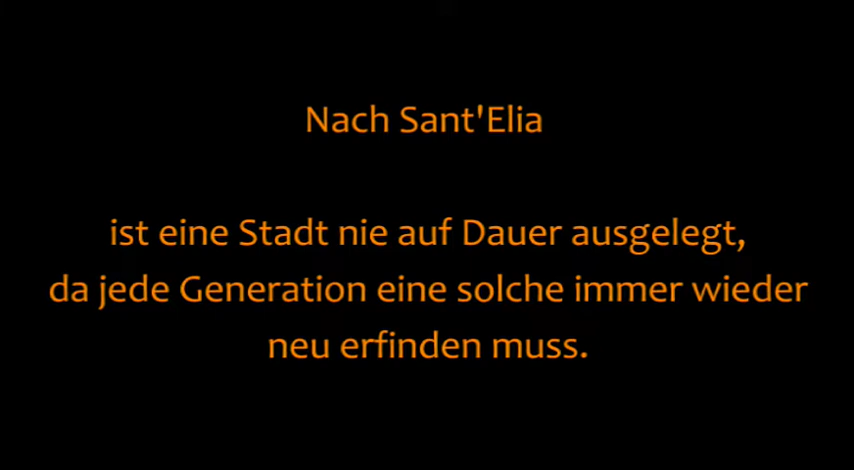 Nach Sant'Elia
ist eine Stadt nie auf Dauer ausgelegt,
da jede Generation eine solche immer wieder
neu erfinden muss.